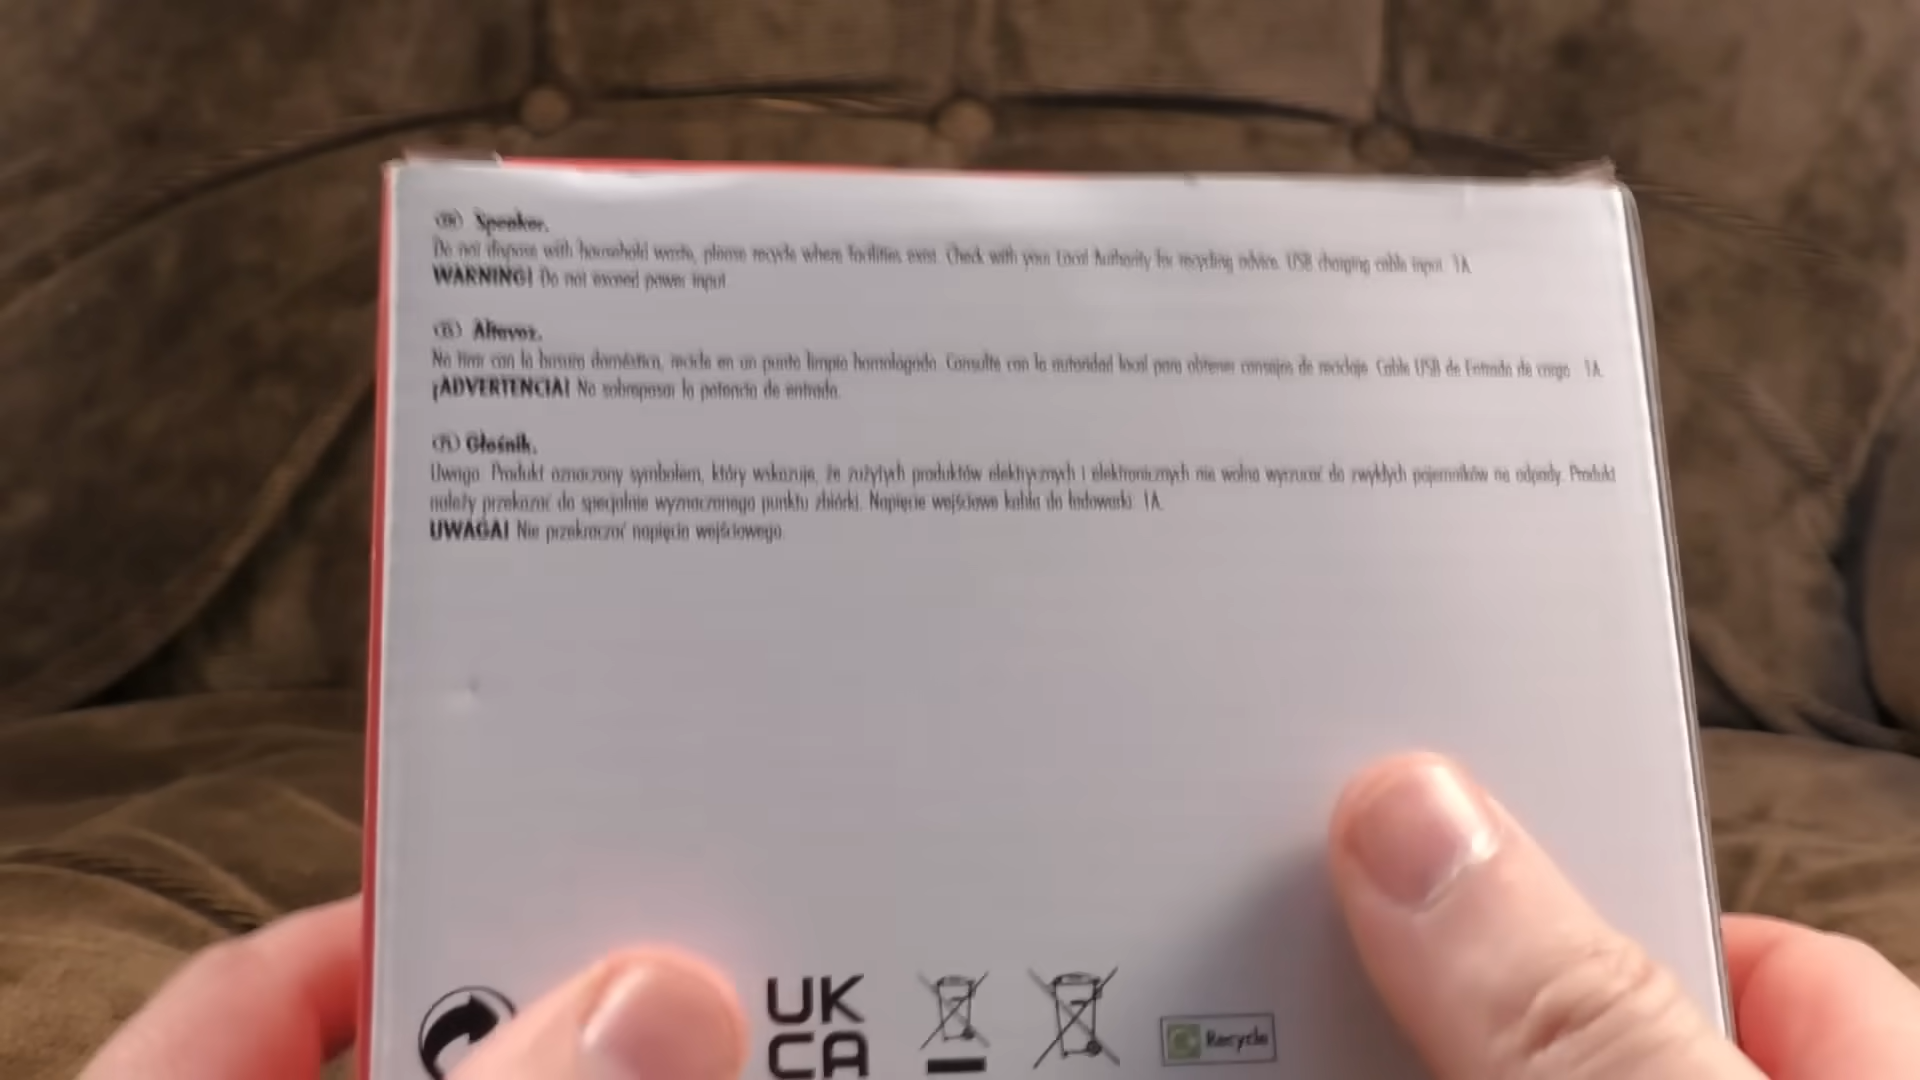 EN Speaker.
Do not dispose with household waste, please recycle where facilities exist. Check with your Local Authority for recycling advice. USB charging cable input: 1A
WARNING! Do not exceed power input.
ES Altavoz.
No tirar con la basura doméstica, recicle en un punto limpio homologado. Consulte con la autoridad local para obtener consejos de reciclaje. Cable USB de Entrada de carga: 1A.
¡ADVERTENCIA! No sobrepasar la potencia de entrada.
PL Głośnik.
Uwaga. Produkt oznaczony symbolem, który wskazuje, że zużytych produktów elektrycznych i elektronicznych nie wolno wyrzucać do zwykłych pojemników na odpady. Produkt
należy przekazać do specjalnie wyznaczonego punktu zbiórki. Napięcie wejściowe kabla do ładowarki: 1A.
UWAGA! Nie przekraczać napięcia wejściowego.
UK
CA
Recycle